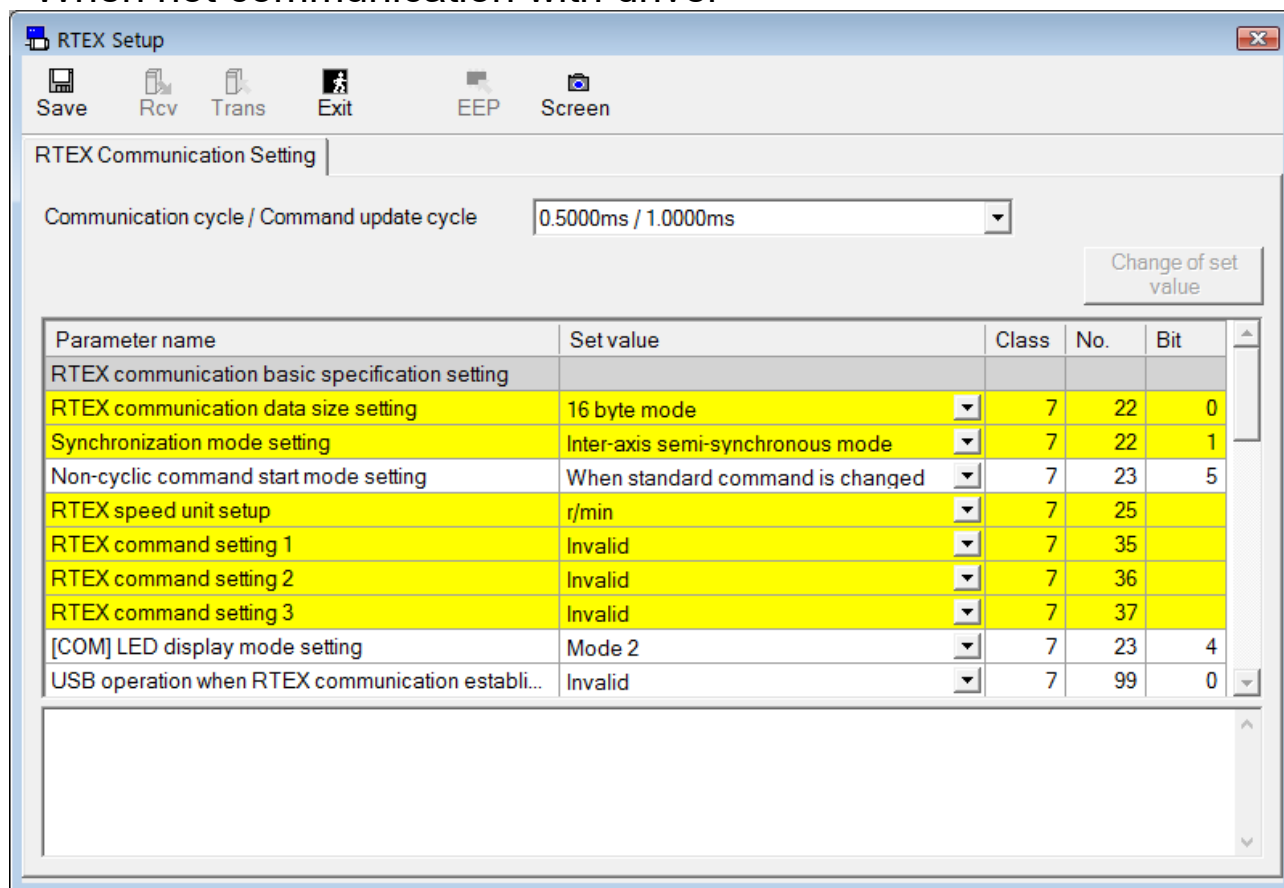 When not communication with driver
RTEX Setup
Save Rcv Trans Exit EEP Screen
RTEX Communication Setting
Communication cycle / Command update cycle 0.5000ms / 1.0000ms
Change of set
value
Parameter name Set value Class No. Bit
RTEX communication basic specification setting
RTEX communication data size setting 16 byte mode 7 22 0
Synchronization mode setting Inter-axis semi-synchronous mode 7 22 1
Non-cyclic command start mode setting When standard command is changed 7 23 5
RTEX speed unit setup r/min 7 25
RTEX command setting 1 Invalid 7 35
RTEX command setting 2 Invalid 7 36
RTEX command setting 3 Invalid 7 37
[COM] LED display mode setting Mode 2 7 23 4
USB operation when RTEX communication establi... Invalid 7 99 0